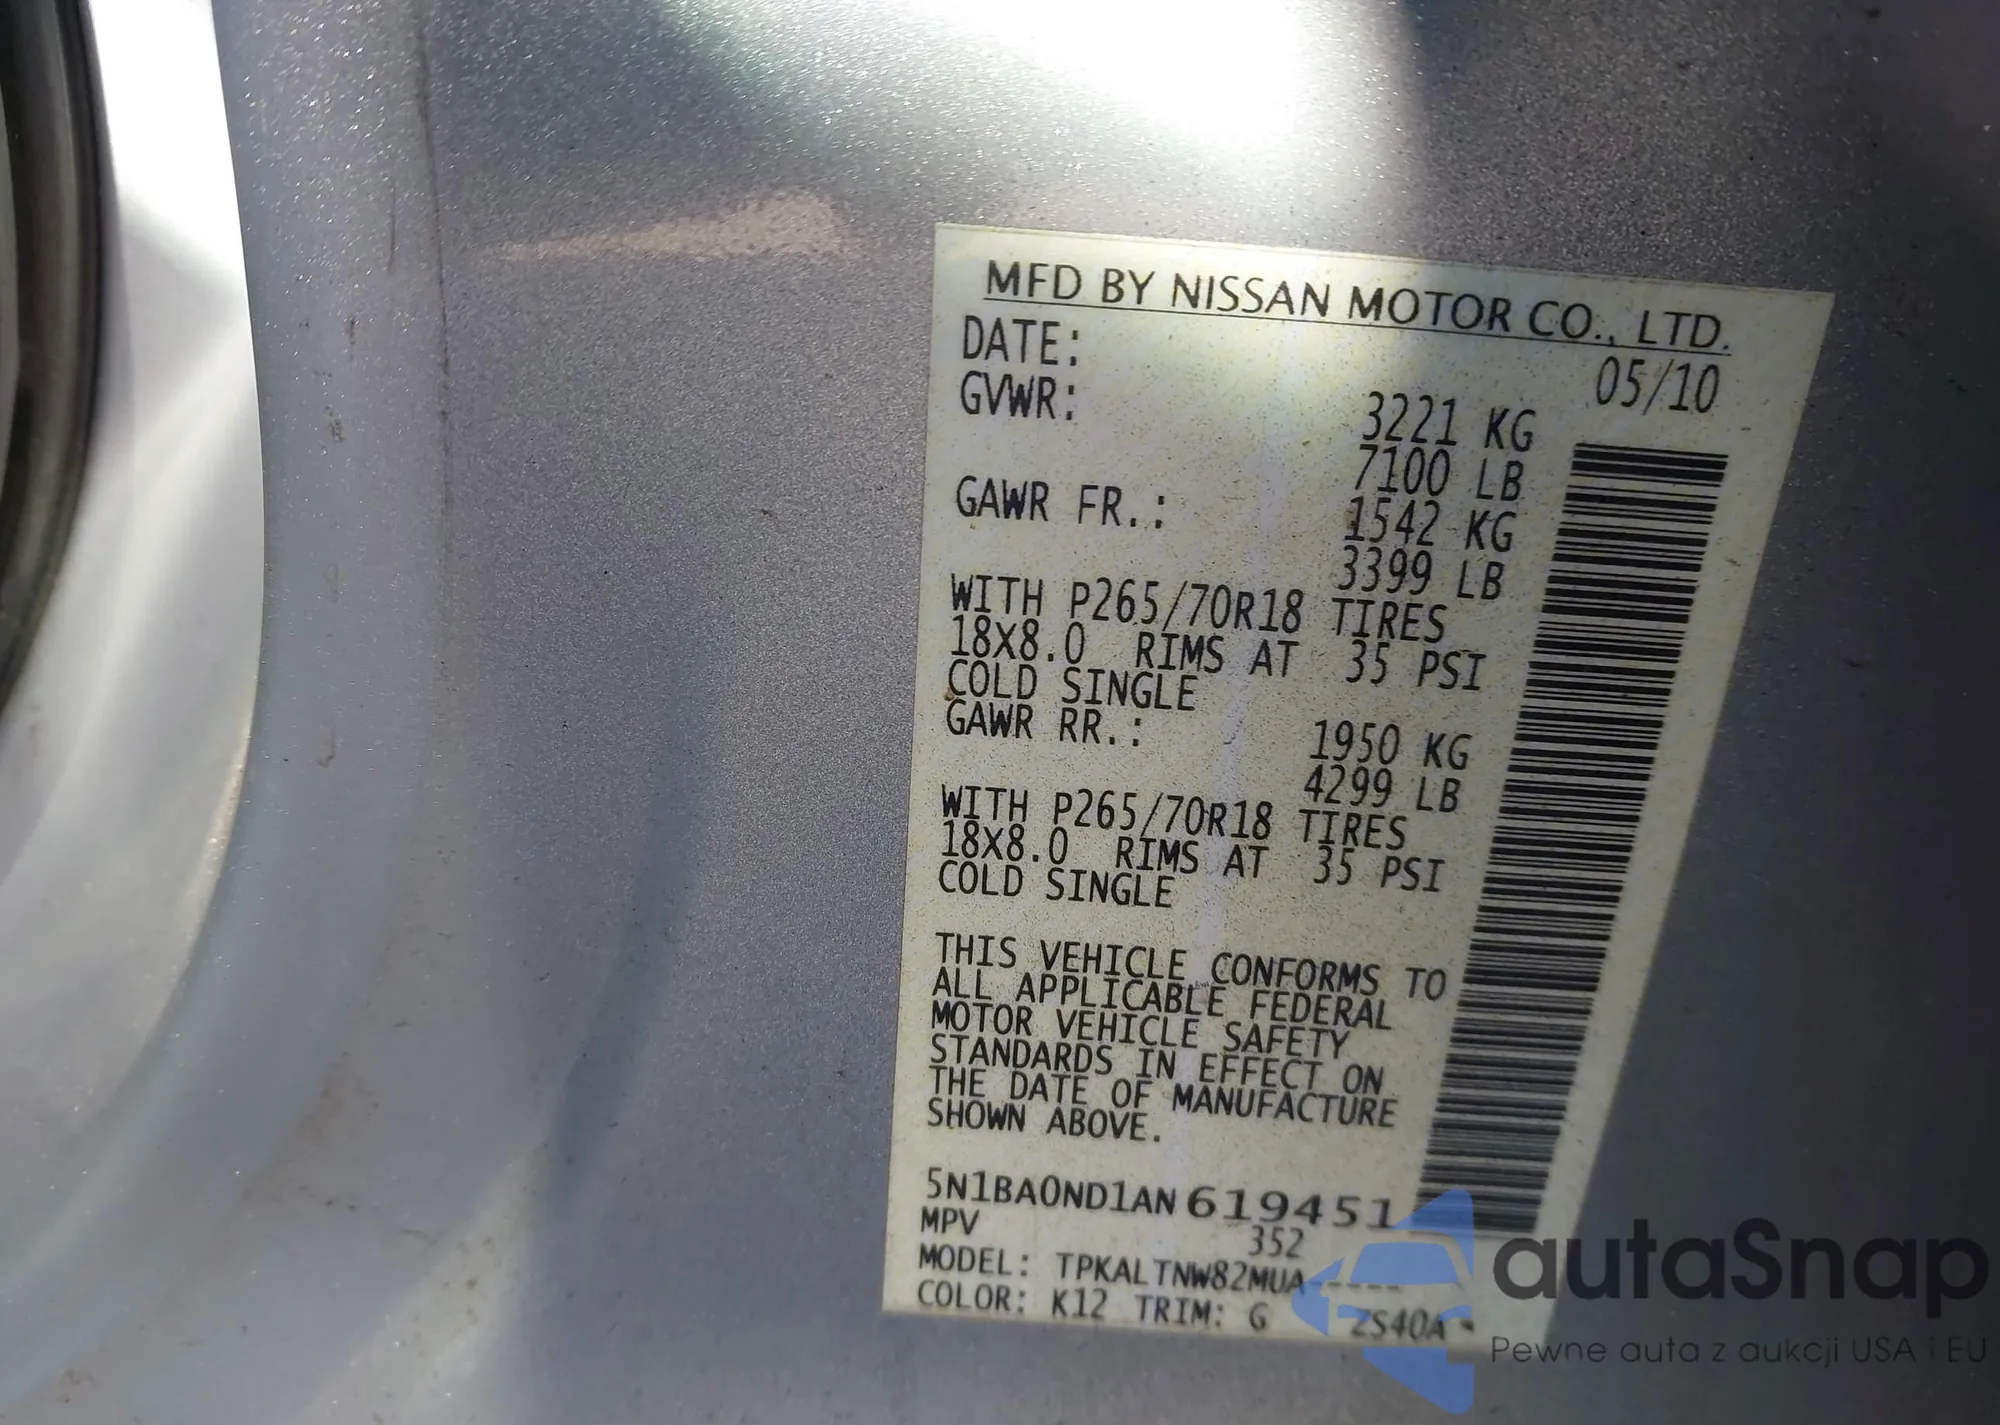 MFD BY NISSAN MOTOR CO., LTD.
DATE: 05/10
GVWR: 3221 KG
7100 LB
GAWR FR.: 1542 KG
3399 LB
WITH P265/70R18 TIRES
18X8.0 RIMS AT 35 PSI
COLD SINGLE
GAWR RR.: 1950 KG
4299 LB
WITH P265/70R18 TIRES
18X8.0 RIMS AT 35 PSI
COLD SINGLE
THIS VEHICLE CONFORMS TO
ALL APPLICABLE FEDERAL
MOTOR VEHICLE SAFETY
STANDARDS IN EFFECT ON
THE DATE OF MANUFACTURE
SHOWN ABOVE.
5N1BA0ND1AN619451
MPV 352
MODEL: TPKALTNW82MUA-----
COLOR: K12 TRIM: G ZS40A
autaSnap
Pewne auta z aukcji USA i EU